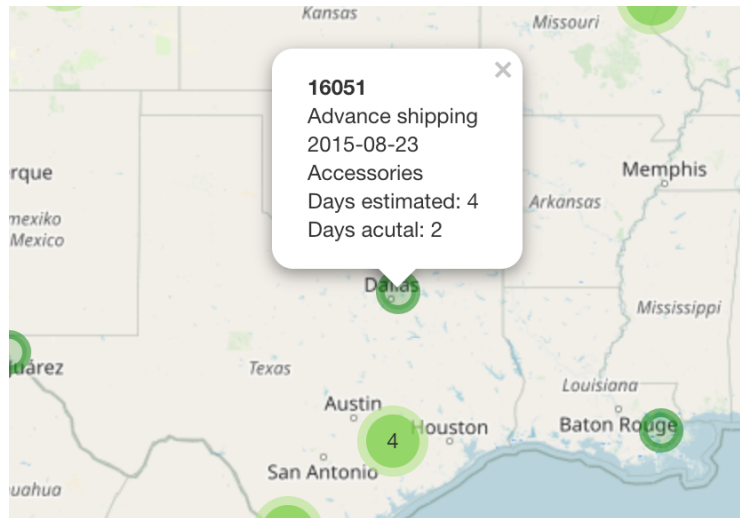 Kansas
Missouri
×
16051
Advance shipping
2015-08-23
Accessories
Days estimated: 4
Days acutal: 2
rque
Memphis
mexiko
Mexico
Arkansas
Dallas
Mississippi
uárez
Texas
Louisiana
Austin
Houston
Baton Rouge
4
San Antonio
uahua